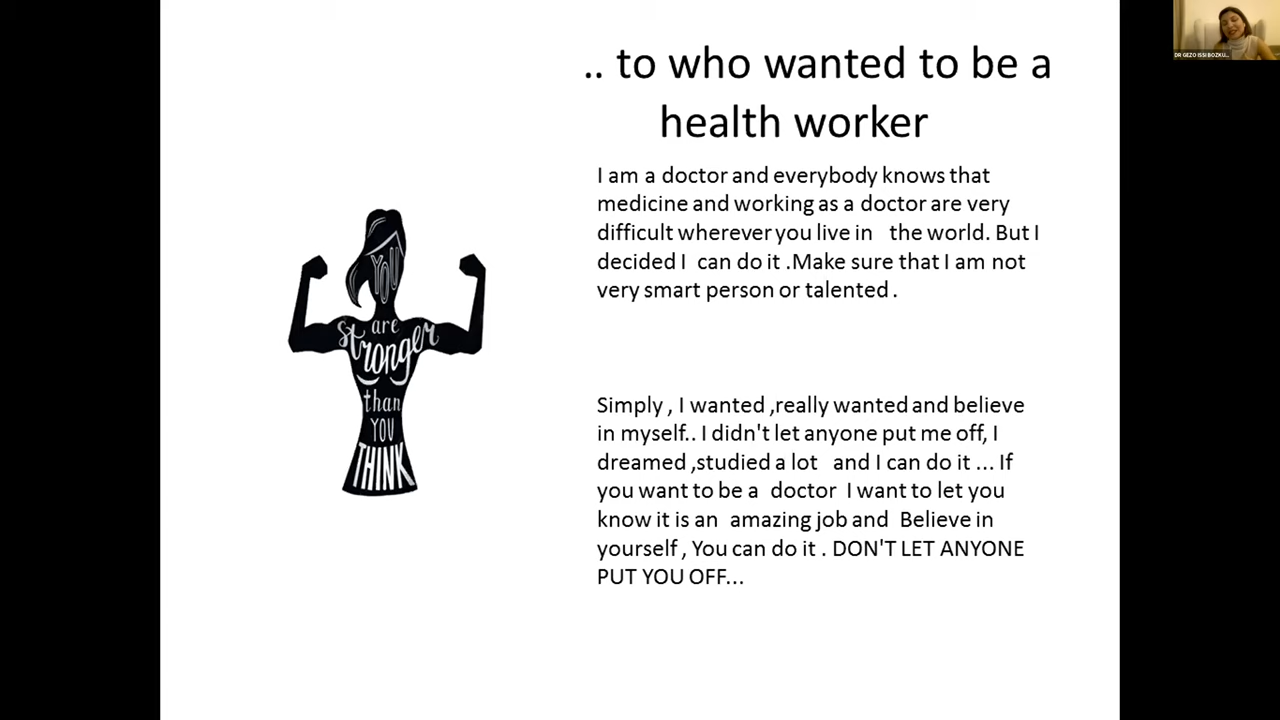 .. to who wanted to be a
health worker
I am a doctor and everybody knows that
medicine and working as a doctor are very
difficult wherever you live in   the world. But I
decided I  can do it .Make sure that I am not
very smart person or talented .
Simply , I wanted ,really wanted and believe
in myself.. I didn't let anyone put me off, I
dreamed ,studied a lot   and I can do it ... If
you want to be a  doctor  I want to let you
know it is an  amazing job and  Believe in
yourself , You can do it . DON'T LET ANYONE
PUT YOU OFF...
YOU
are
stronger
than
YOU
THINK
DR GEZO ISSI BOZKU...